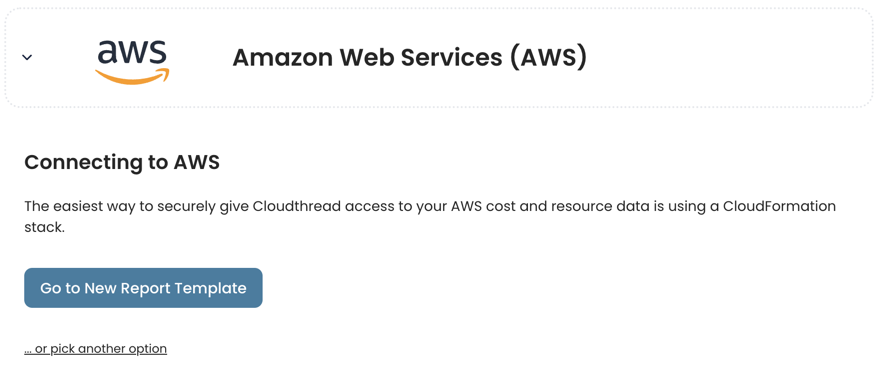 aws
Amazon Web Services (AWS)
Connecting to AWS
The easiest way to securely give Cloudthread access to your AWS cost and resource data is using a CloudFormation
stack.
Go to New Report Template
... or pick another option